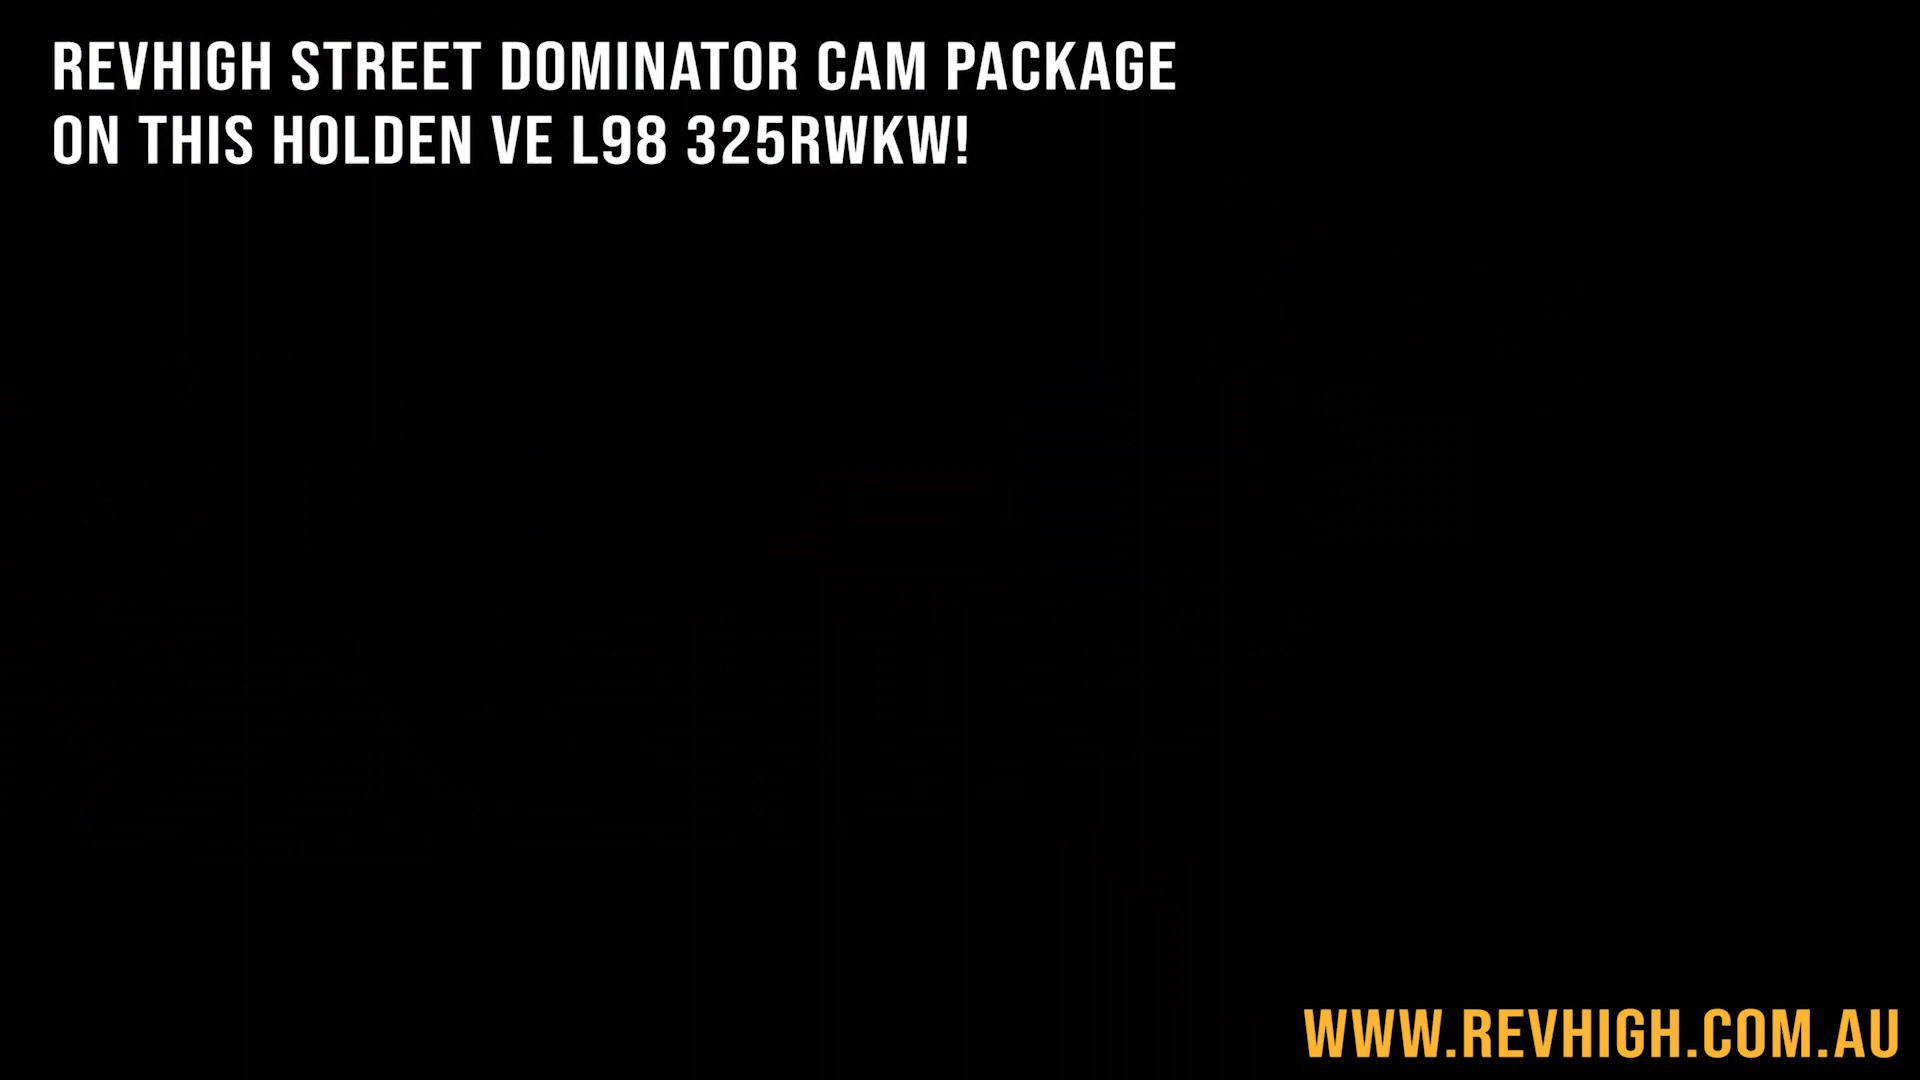 REVHIGH STREET DOMINATOR CAM PACKAGE
ON THIS HOLDEN VE L98 325RWKW!
WWW.REVHIGH.COM.AU